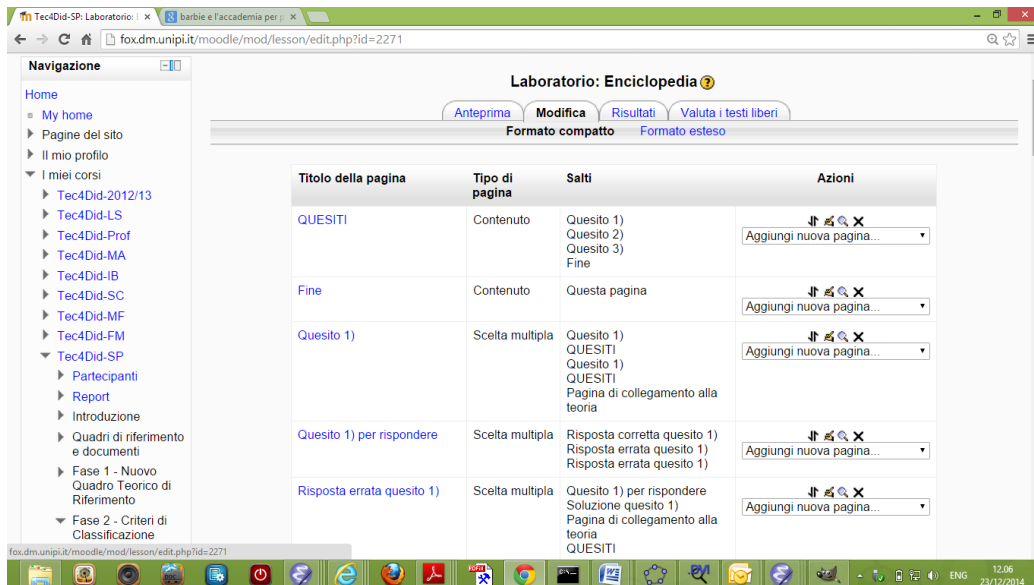 Tec4Did-SP: Laboratorio:
barbie e l'accademia per p
fox.dm.unipi.it/moodle/mod/lesson/edit.php?id=2271
Navigazione
Home
My home
Pagine del sito
Il mio profilo
I miei corsi
Tec4Did-2012/13
Tec4Did-LS
Tec4Did-Prof
Tec4Did-MA
Tec4Did-IB
Tec4Did-SC
Tec4Did-MF
Tec4Did-FM
Tec4Did-SP
Partecipanti
Report
Introduzione
Quadri di riferimento
e documenti
Fase 1 - Nuovo
Quadro Teorico di
Riferimento
Fase 2 - Criteri di
Classificazione
Laboratorio: Enciclopedia
Anteprima Modifica Risultati Valuta i testi liberi
Formato compatto Formato esteso
Titolo della pagina Tipo di pagina Salti Azioni
QUESITI Contenuto Quesito 1)
Quesito 2)
Quesito 3)
Fine
Aggiungi nuova pagina...
Fine Contenuto Questa pagina
Aggiungi nuova pagina...
Quesito 1) Scelta multipla Quesito 1)
QUESITI
Quesito 1)
QUESITI
Pagina di collegamento alla
teoria
Aggiungi nuova pagina...
Quesito 1) per rispondere Scelta multipla Risposta corretta quesito 1)
Risposta errata quesito 1)
Risposta errata quesito 1)
Aggiungi nuova pagina...
Risposta errata quesito 1) Scelta multipla Quesito 1) per rispondere
Soluzione quesito 1)
Pagina di collegamento alla
teoria
QUESITI
Aggiungi nuova pagina...
fox.dm.unipi.it/moodle/mod/lesson/edit.php?id=2271
ENG
12.06